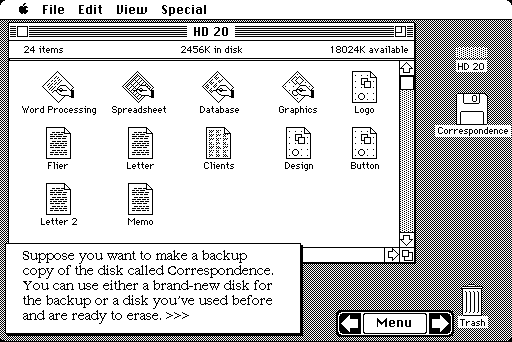 File Edit View Special
HD 20
24 items 2456K in disk 18024K available
HD 20
Word Processing Spreadsheet Database Graphics Logo
Correspondence
Flier Letter Clients Design Button
Letter 2 Memo
Suppose you want to make a backup
copy of the disk called Correspondence.
You can use either a brand-new disk for
the backup or a disk you've used before
and are ready to erase. >>>
Menu
Trash